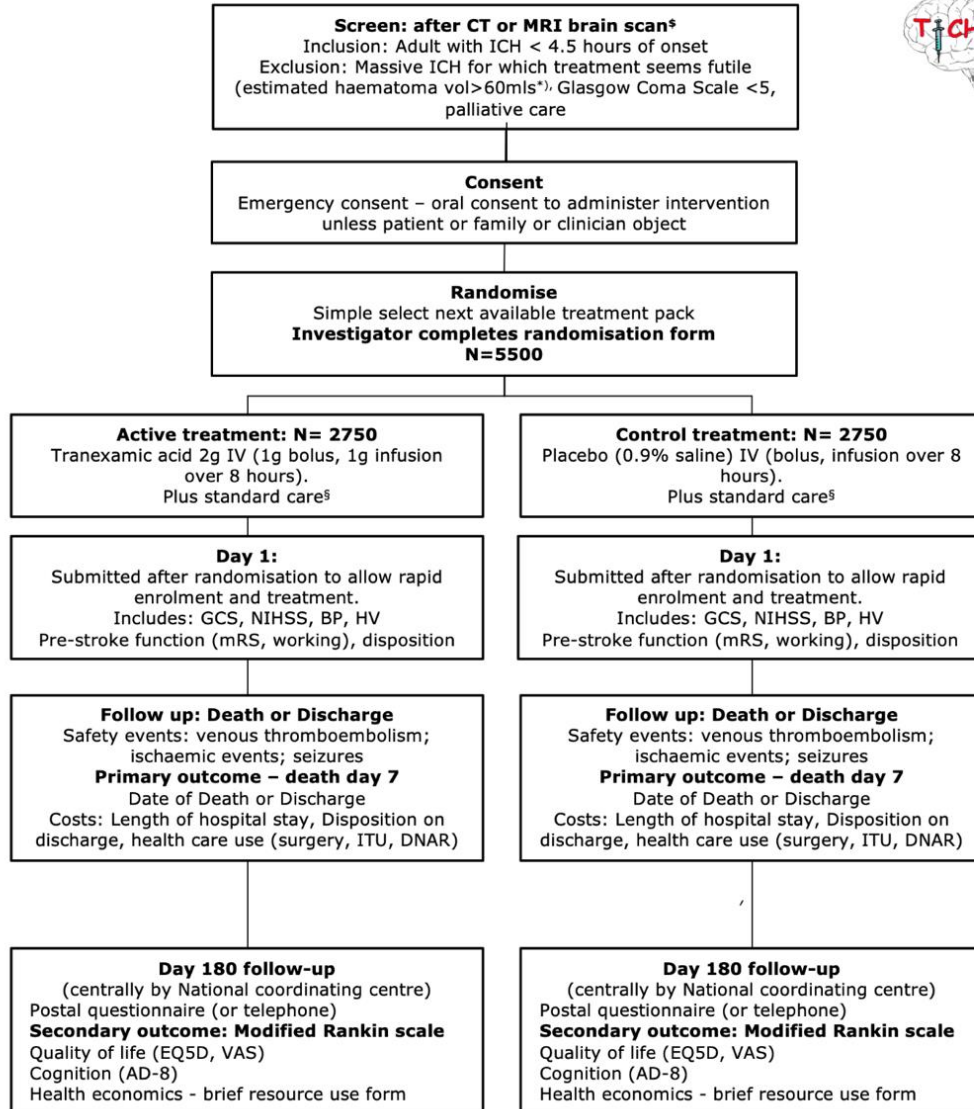 Screen: after CT or MRI brain scan$
Inclusion: Adult with ICH < 4.5 hours of onset
Exclusion: Massive ICH for which treatment seems futile
(estimated haematoma vol>60mls*), Glasgow Coma Scale <5,
palliative care
TICH
Consent
Emergency consent – oral consent to administer intervention
unless patient or family or clinician object
Randomise
Simple select next available treatment pack
Investigator completes randomisation form
N=5500
Active treatment: N= 2750
Tranexamic acid 2g IV (1g bolus, 1g infusion
over 8 hours).
Plus standard care§
Control treatment: N= 2750
Placebo (0.9% saline) IV (bolus, infusion over 8
hours).
Plus standard care§
Day 1:
Submitted after randomisation to allow rapid
enrolment and treatment.
Includes: GCS, NIHSS, BP, HV
Pre-stroke function (mRS, working), disposition
Day 1:
Submitted after randomisation to allow rapid
enrolment and treatment.
Includes: GCS, NIHSS, BP, HV
Pre-stroke function (mRS, working), disposition
Follow up: Death or Discharge
Safety events: venous thromboembolism;
ischaemic events; seizures
Primary outcome – death day 7
Date of Death or Discharge
Costs: Length of hospital stay, Disposition on
discharge, health care use (surgery, ITU, DNAR)
Follow up: Death or Discharge
Safety events: venous thromboembolism;
ischaemic events; seizures
Primary outcome – death day 7
Date of Death or Discharge
Costs: Length of hospital stay, Disposition on
discharge, health care use (surgery, ITU, DNAR)
Day 180 follow-up
(centrally by National coordinating centre)
Postal questionnaire (or telephone)
Secondary outcome: Modified Rankin scale
Quality of life (EQ5D, VAS)
Cognition (AD-8)
Health economics - brief resource use form
Day 180 follow-up
(centrally by National coordinating centre)
Postal questionnaire (or telephone)
Secondary outcome: Modified Rankin scale
Quality of life (EQ5D, VAS)
Cognition (AD-8)
Health economics - brief resource use form